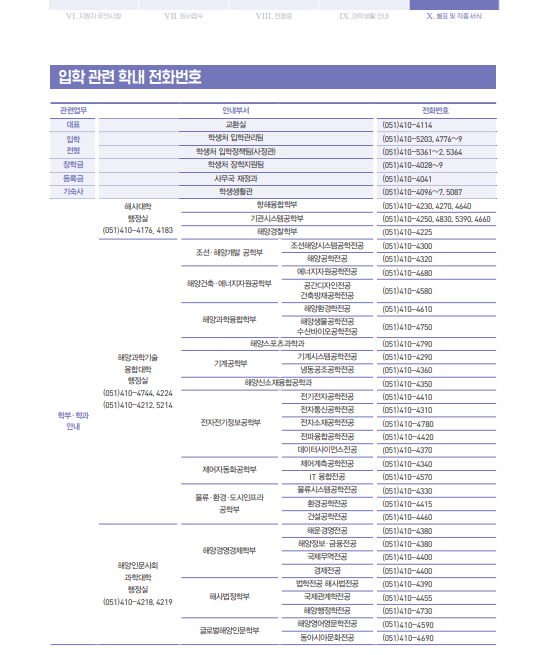 VI. 지원자 유의사항 VII. 원서접수 VIII. 전형료 IX. 대학생활 안내 X. 별표 및 각종 서식
입학 관련 학내 전화번호
관련업무 안내부서 전화번호
대표 교환실 (051)410-4114
입학 전형 학생처 입학관리팀 (051)410-5203, 4776~9
학생처 입학정책팀(사정관) (051)410-5361~2, 5364
장학금 학생처 장학지원팀 (051)410-4028~9
등록금 사무국 재정과 (051)410-4041
기숙사 학생생활관 (051)410-4096~7, 5087
학부·학과 안내
해사대학
행정실
(051)410-4176, 4183
항해융합학부 (051)410-4230, 4270, 4640
기관시스템공학부 (051)410-4250, 4830, 5390, 4660
해양경찰학부 (051)410-4225
해양과학기술
융합대학
행정실
(051)410-4744, 4224
(051)410-4212, 5214
조선·해양개발 공학부 조선해양시스템공학전공 (051)410-4300
해양공학전공 (051)410-4320
해양건축·에너지자원공학부 에너지자원공학전공 (051)410-4680
공간디자인전공
건축방재공학전공 (051)410-4580
해양과학융합학부 해양환경학전공 (051)410-4610
해양생물공학전공
수산바이오공학전공 (051)410-4750
해양스포츠과학과 (051)410-4790
기계공학부 기계시스템공학전공 (051)410-4290
냉동공조공학전공 (051)410-4360
해양신소재융합공학과 (051)410-4350
전자전기정보공학부 전기전자공학전공 (051)410-4410
전자통신공학전공 (051)410-4310
전자소재공학전공 (051)410-4780
전파융합공학전공 (051)410-4420
데이터사이언스전공 (051)410-4370
제어자동화공학부 제어계측공학전공 (051)410-4340
IT 융합전공 (051)410-4570
물류·환경·도시인프라
공학부
물류시스템공학전공 (051)410-4330
환경공학전공 (051)410-4415
건설공학전공 (051)410-4460
해양인문사회
과학대학
행정실
(051)410-4218, 4219
해양경영경제학부 해운경영전공 (051)410-4380
해양정보·금융전공 (051)410-4380
국제무역전공 (051)410-4400
경제전공 (051)410-4400
해사법정학부 법학전공 해사법전공 (051)410-4390
국제관계학전공 (051)410-4455
해양행정학전공 (051)410-4730
글로벌해양인문학부 해양영어영문학전공 (051)410-4590
동아시아문화전공 (051)410-4690